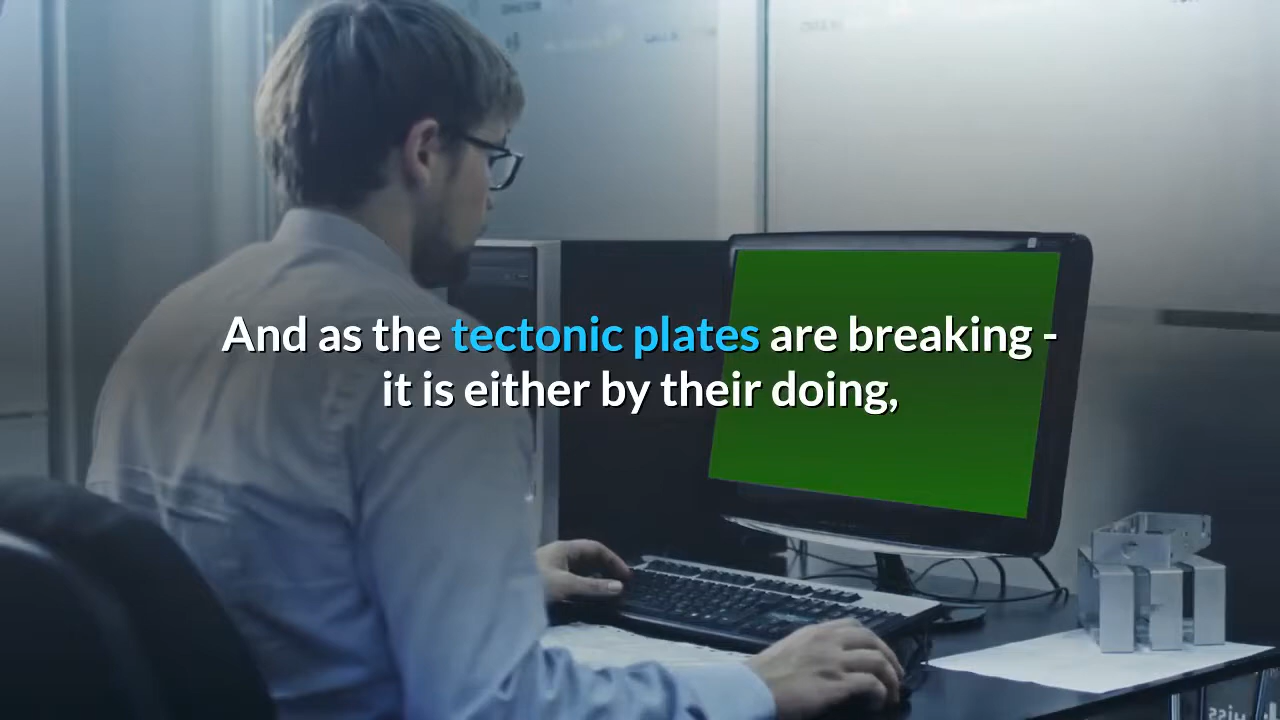 And as the tectonic plates are breaking -
it is either by their doing,